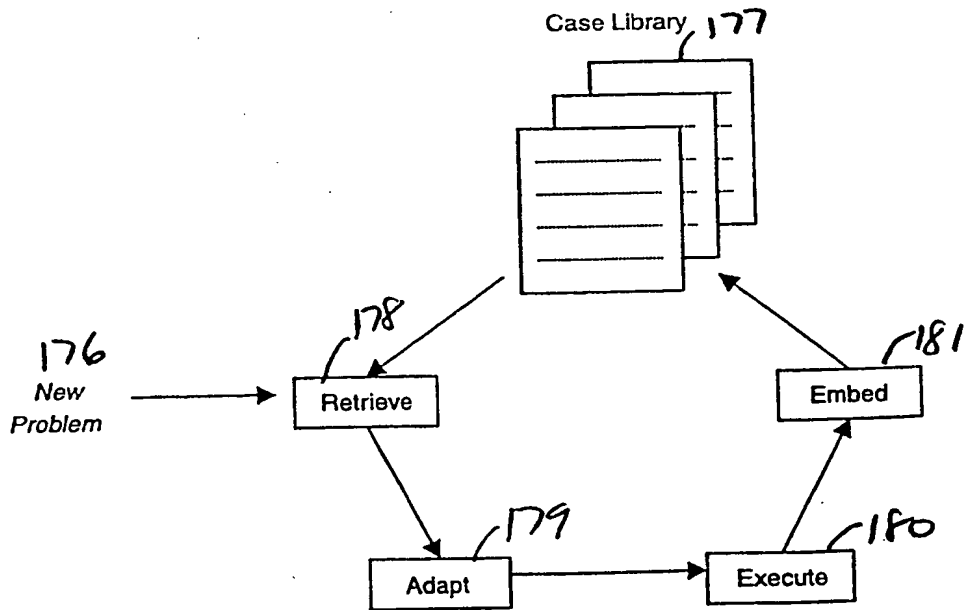 Case Library 177
178
176
New
Problem
Retrieve
181
Embed
179
Adapt
180
Execute